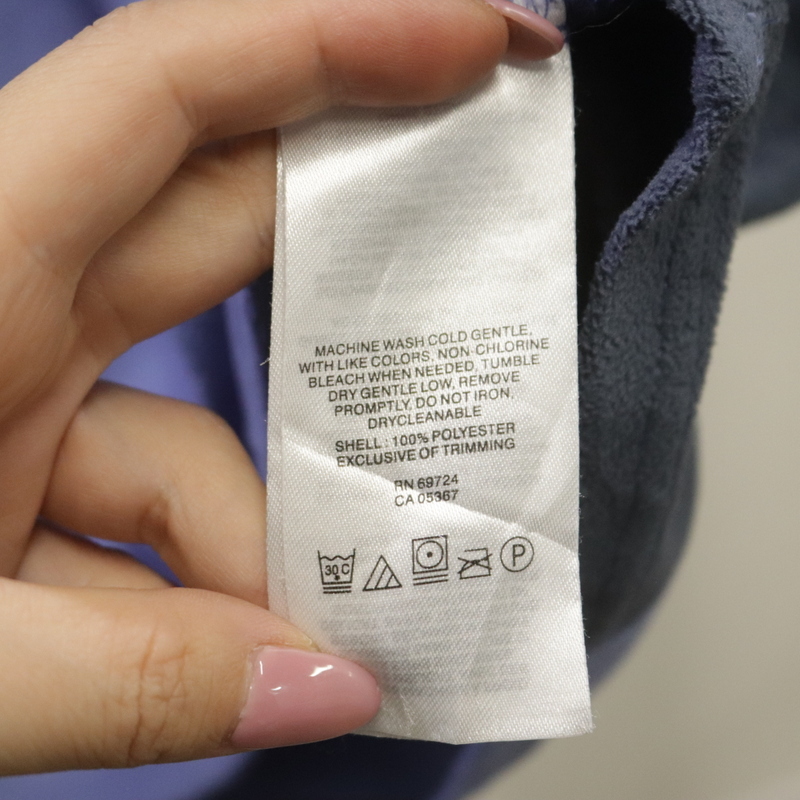 MACHINE WASH COLD GENTLE,
WITH LIKE COLORS, NON-CHLORINE
BLEACH WHEN NEEDED, TUMBLE
DRY GENTLE LOW, REMOVE
PROMPTLY, DO NOT IRON,
DRYCLEANABLE
SHELL : 100% POLYESTER
EXCLUSIVE OF TRIMMING
RN 69724
CA 05367
30 C P